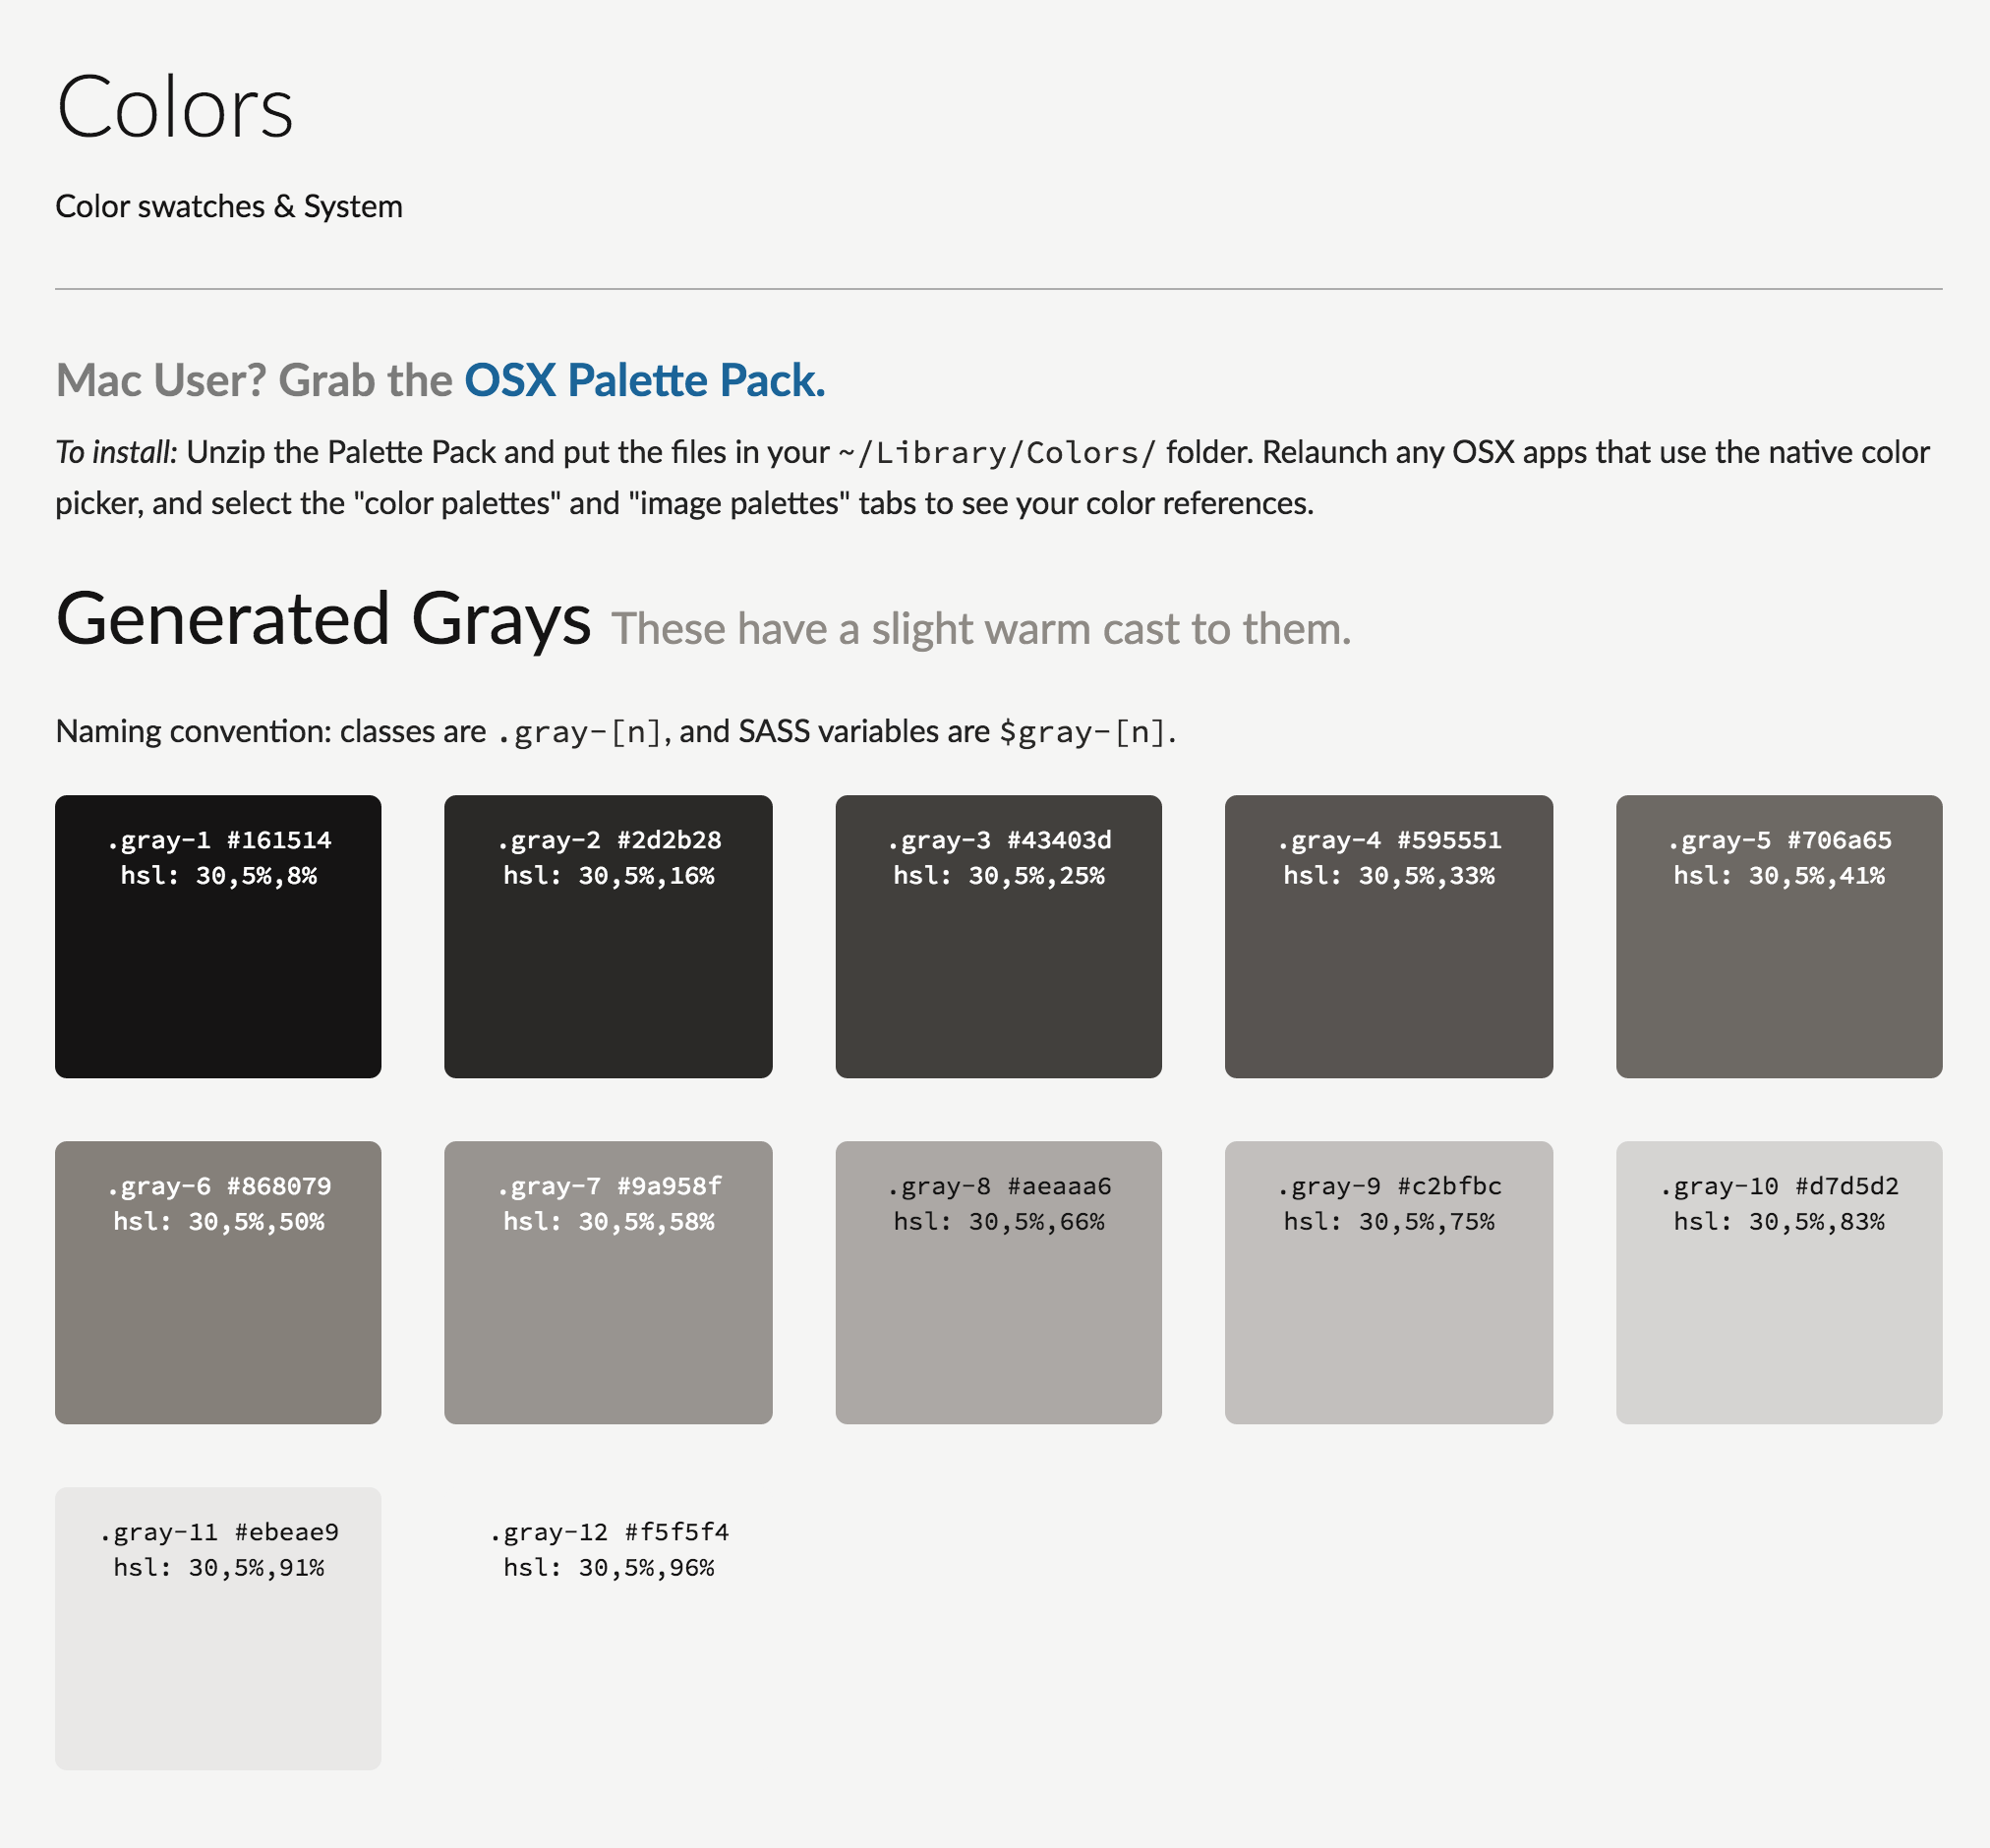 Colors
Color swatches & System
Mac User? Grab the OSX Palette Pack.
To install: Unzip the Palette Pack and put the files in your ~/Library/Colors/ folder. Relaunch any OSX apps that use the native color
picker, and select the "color palettes" and "image palettes" tabs to see your color references.
Generated Grays These have a slight warm cast to them.
Naming convention: classes are .gray-[n], and SASS variables are $gray-[n].
.gray-1 #161514
hsl: 30,5%,8%
.gray-2 #2d2b28
hsl: 30,5%,16%
.gray-3 #43403d
hsl: 30,5%,25%
.gray-4 #595551
hsl: 30,5%,33%
.gray-5 #706a65
hsl: 30,5%,41%
.gray-6 #868079
hsl: 30,5%,50%
.gray-7 #9a958f
hsl: 30,5%,58%
.gray-8 #aeaaa6
hsl: 30,5%,66%
.gray-9 #c2bfbc
hsl: 30,5%,75%
.gray-10 #d7d5d2
hsl: 30,5%,83%
.gray-11 #ebeae9
hsl: 30,5%,91%
.gray-12 #f5f5f4
hsl: 30,5%,96%